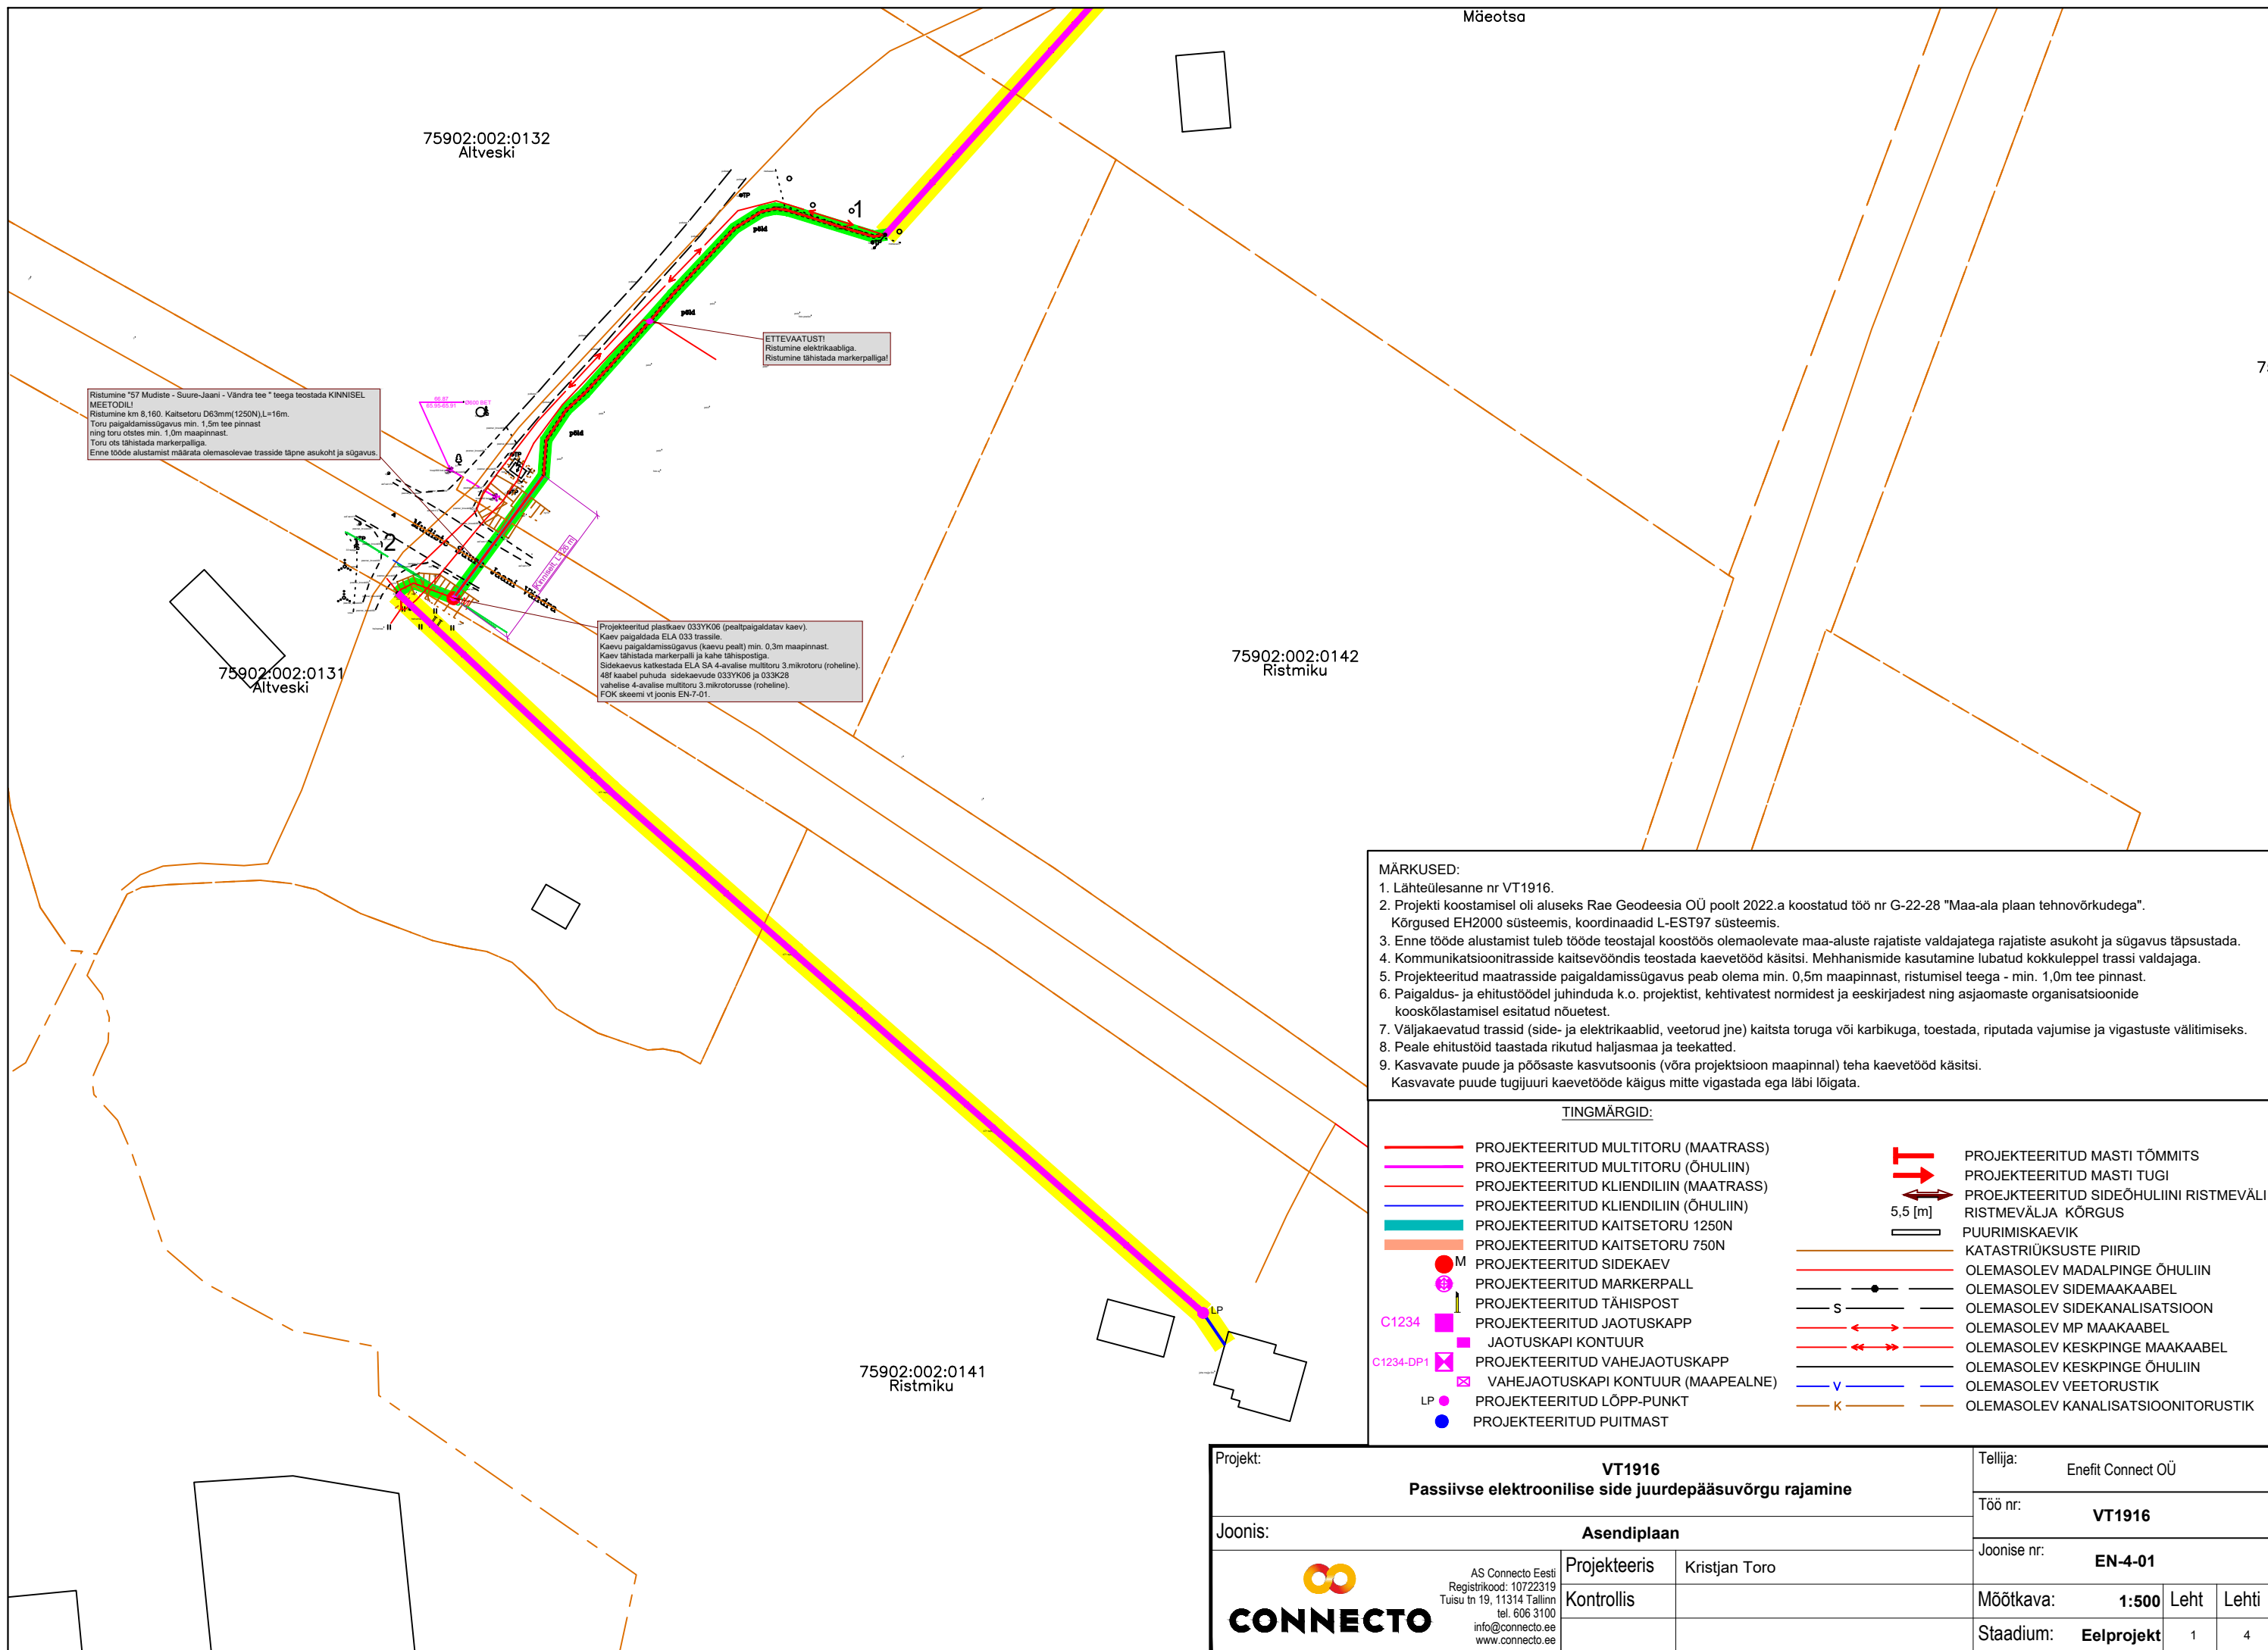 Mäeotsa
75902:002:0132
Altveski
1
põld
põld
põld
ETTEVAATUST!
Ristumine elektrikaabliga.
Ristumine tähistada markerpalliga!
Ristumine "57 Mudiste - Suure-Jaani - Vändra tee " teega teostada KINNISEL
MEETODIL!
Ristumine km 8,160. Kaitsetoru D63mm(1250N),L=16m.
Toru paigaldamissügavus min. 1,5m tee pinnast
ning toru otstes min. 1,0m maapinnast.
Toru ots tähistada markerpalliga.
Enne tööde alustamist määrata olemasolevae trasside täpne asukoht ja sügavus.
2
Mudiste Suure Jaani Vändra
Projekteeritud plastkaev 033YK06 (pealtpaigaldatav kaev).
Kaev paigaldada ELA 033 trassile.
Kaevu paigaldamissügavus (kaevu pealt) min. 0,3m maapinnast.
Kaev tähistada markerpalli ja kahe tähispostiga.
Sidekaevus katkestada ELA SA 4-avalise multitoru 3.mikrotoru (roheline).
48f kaabel puhuda sidekaevude 033YK06 ja 033K28
vahelise 4-avalise multitoru 3.mikrotorusse (roheline).
FOK skeemi vt joonis EN-7-01.
75902:002:0131
Altveski
75902:002:0142
Ristmiku
LP
75902:002:0141
Ristmiku
MÄRKUSED:
1. Lähteülesanne nr VT1916.
2. Projekti koostamisel oli aluseks Rae Geodeesia OÜ poolt 2022.a koostatud töö nr G-22-28 "Maa-ala plaan tehnovõrkudega".
Kõrgused EH2000 süsteemis, koordinaadid L-EST97 süsteemis.
3. Enne tööde alustamist tuleb tööde teostajal koostöös olemaolevate maa-aluste rajatiste valdajatega rajatiste asukoht ja sügavus täpsustada.
4. Kommunikatsioonitrasside kaitsevööndis teostada kaevetööd käsitsi. Mehhanismide kasutamine lubatud kokkuleppel trassi valdajaga.
5. Projekteeritud maatrasside paigaldamissügavus peab olema min. 0,5m maapinnast, ristumisel teega - min. 1,0m tee pinnast.
6. Paigaldus- ja ehitustöödel juhinduda k.o. projektist, kehtivatest normidest ja eeskirjadest ning asjaomaste organisatsioonide
kooskõlastamisel esitatud nõuetest.
7. Väljakaevatud trassid (side- ja elektrikaablid, veetorud jne) kaitsta toruga või karbikuga, toestada, riputada vajumise ja vigastuste välitimiseks.
8. Peale ehitustöid taastada rikutud haljasmaa ja teekatted.
9. Kasvavate puude ja põõsaste kasvutsoonis (võra projektsioon maapinnal) teha kaevetööd käsitsi.
Kasvavate puude tugijuuri kaevetööde käigus mitte vigastada ega läbi lõigata.
TINGMÄRGID:
PROJEKTEERITUD MULTITORU (MAATRASS)
PROJEKTEERITUD MULTITORU (ÕHULIIN)
PROJEKTEERITUD KLIENDILIIN (MAATRASS)
PROJEKTEERITUD KLIENDILIIN (ÕHULIIN)
PROJEKTEERITUD KAITSETORU 1250N
PROJEKTEERITUD KAITSETORU 750N
M PROJEKTEERITUD SIDEKAEV
PROJEKTEERITUD MARKERPALL
PROJEKTEERITUD TÄHISPOST
C1234 PROJEKTEERITUD JAOTUSKAPP
JAOTUSKAPI KONTUUR
C1234-DP1 PROJEKTEERITUD VAHEJAOTUSKAPP
VAHEJAOTUSKAPI KONTUUR (MAAPEALNE)
LP PROJEKTEERITUD LÕPP-PUNKT
PROJEKTEERITUD PUITMAST
PROJEKTEERITUD MASTI TÕMMITS
PROJEKTEERITUD MASTI TUGI
PROEJKTEERITUD SIDEÕHULIINI RISTMEVÄLI
5,5 [m] RISTMEVÄLJA KÕRGUS
PUURIMISKAEVIK
KATASTRIÜKSUSTE PIIRID
OLEMASOLEV MADALPINGE ÕHULIIN
OLEMASOLEV SIDEMAAKAABEL
S OLEMASOLEV SIDEKANALISATSIOON
OLEMASOLEV MP MAAKAABEL
OLEMASOLEV KESKPINGE MAAKAABEL
OLEMASOLEV KESKPINGE ÕHULIIN
V OLEMASOLEV VEETORUSTIK
K OLEMASOLEV KANALISATSIOONITORUSTIK
Projekt:
VT1916
Passiivse elektroonilise side juurdepääsuvõrgu rajamine
Joonis:
Asendiplaan
CONNECTO
AS Connecto Eesti
Registrikood: 10722319
Tuisu tn 19, 11314 Tallinn
tel. 606 3100
info@connecto.ee
www.connecto.ee
Projekteeris Kristjan Toro
Kontrollis
Tellija:
Enefit Connect OÜ
Töö nr:
VT1916
Joonise nr:
EN-4-01
Mõõtkava: 1:500 Leht Lehti
Staadium: Eelprojekt 1 4